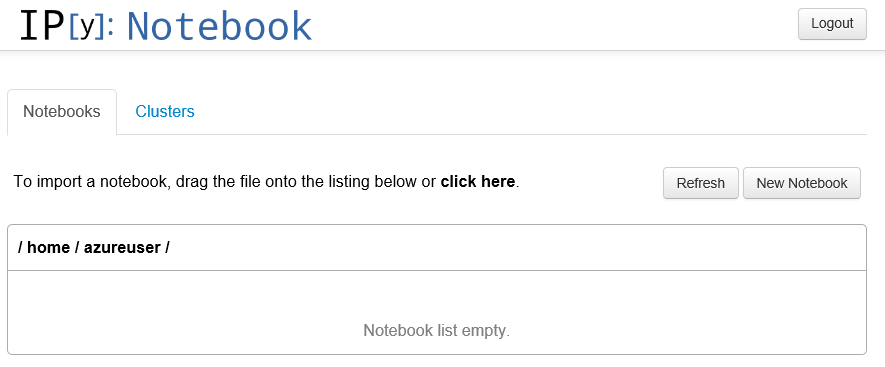 IP[y]: Notebook
Logout
Notebooks
Clusters
To import a notebook, drag the file onto the listing below or click here.
Refresh
New Notebook
/ home / azureuser /
Notebook list empty.